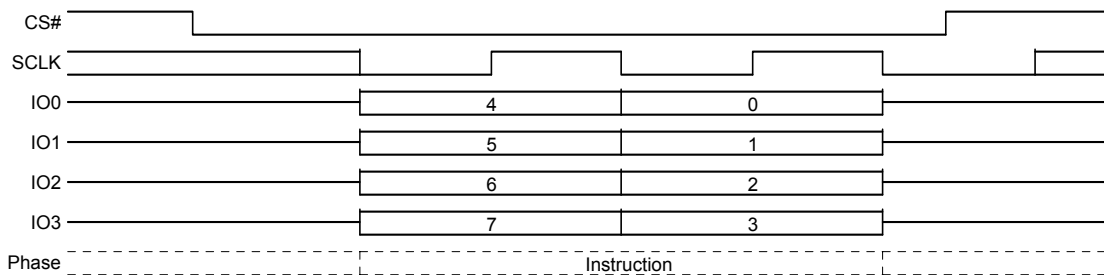 CS#
SCLK
IO0 4 0
IO1 5 1
IO2 6 2
IO3 7 3
Phase Instruction